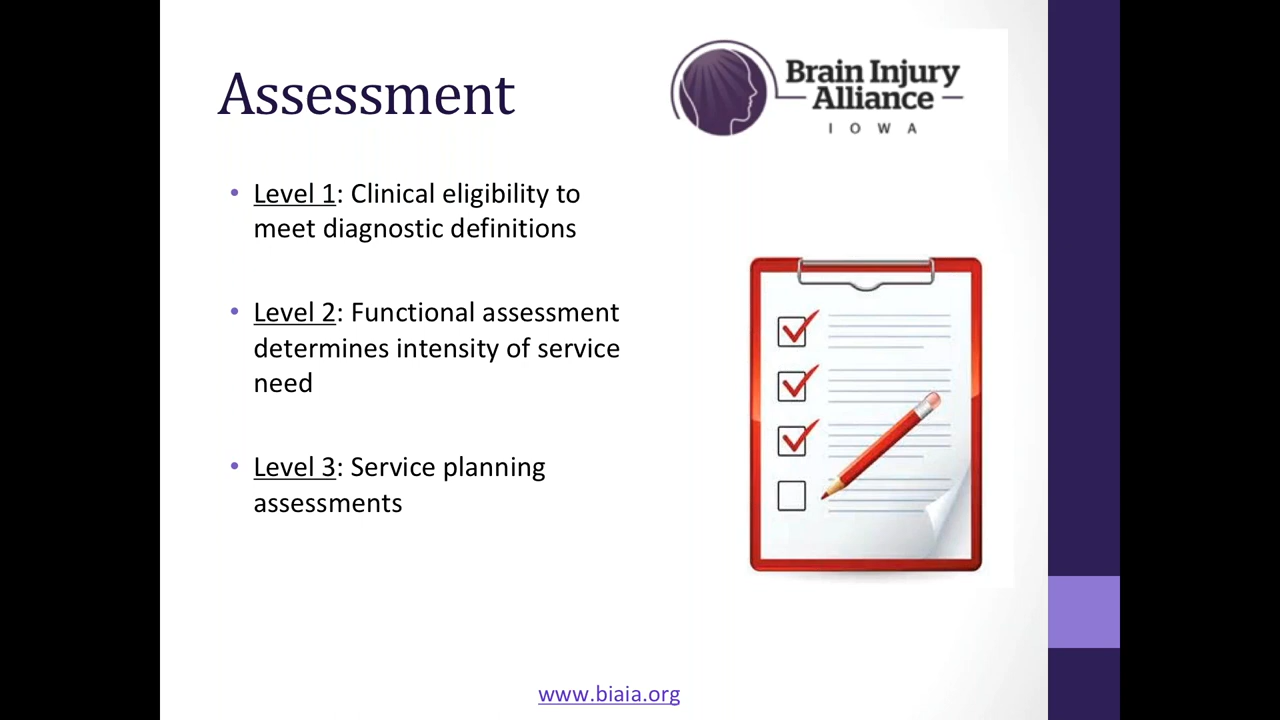 Assessment
Brain Injury
Alliance
IOWA
• Level 1: Clinical eligibility to
meet diagnostic definitions
• Level 2: Functional assessment
determines intensity of service
need
• Level 3: Service planning
assessments
www.biaia.org